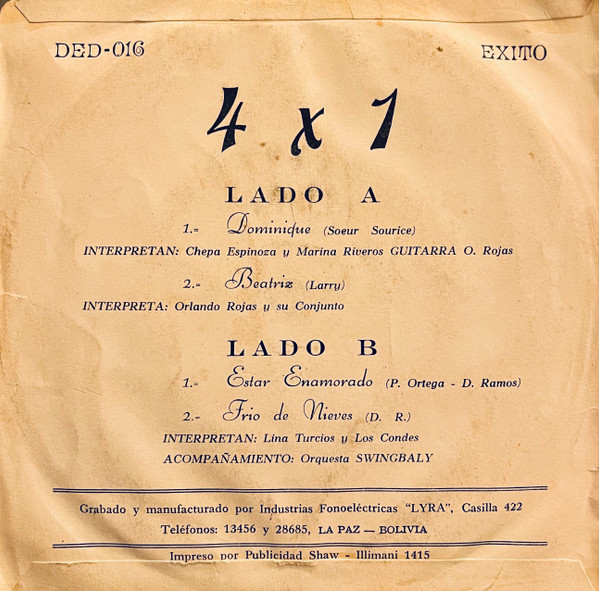 DED-016 EXITO
4 x 1
LADO A
1.= Dominique (Soeur Sourice)
INTERPRETAN: Chepa Espinoza y Marina Riveros GUITARRA O. Rojas
2.- Beatriz (Larry)
INTERPRETA: Orlando Rojas y su Conjunto
LADO B
1.- Estar Enamorado (P. Ortega - D. Ramos)
2.- Frio de Nieves (D. R.)
INTERPRETAN: Lina Turcios y Los Condes
ACOMPAÑAMIENTO: Orquesta SWINGBALY
Grabado y manufacturado por Industrias Fonoeléctricas "LYRA", Casilla 422
Teléfonos: 13456 y 28685, LA PAZ — BOLIVIA
Impreso por Publicidad Shaw - Illimani 1415